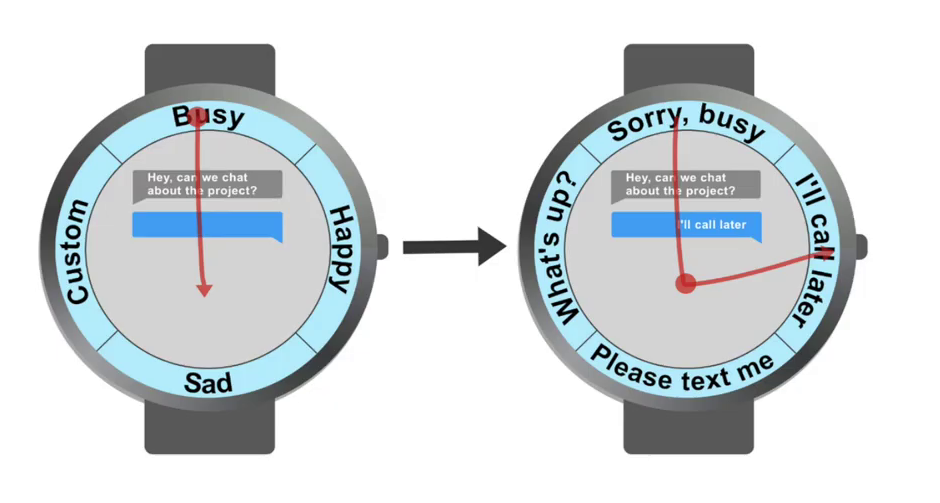 Busy
Hey, can we chat
about the project?
Custom
Happy
Sad
Sorry, busy
Hey, can we chat
about the project?
I'll call later
What's up?
I'll call later
Please text me